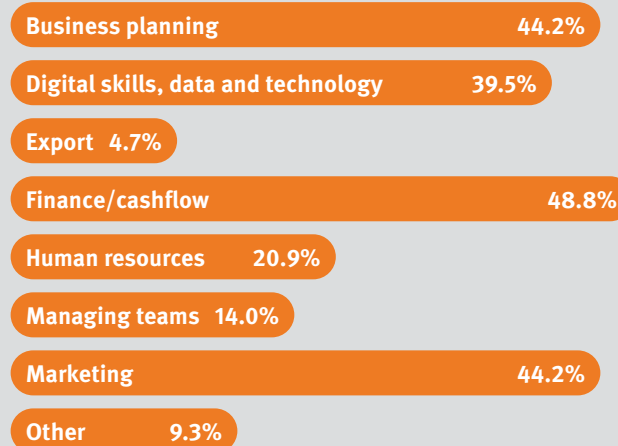 Business planning 44.2%
Digital skills, data and technology 39.5%
Export 4.7%
Finance/cashflow 48.8%
Human resources 20.9%
Managing teams 14.0%
Marketing 44.2%
Other 9.3%